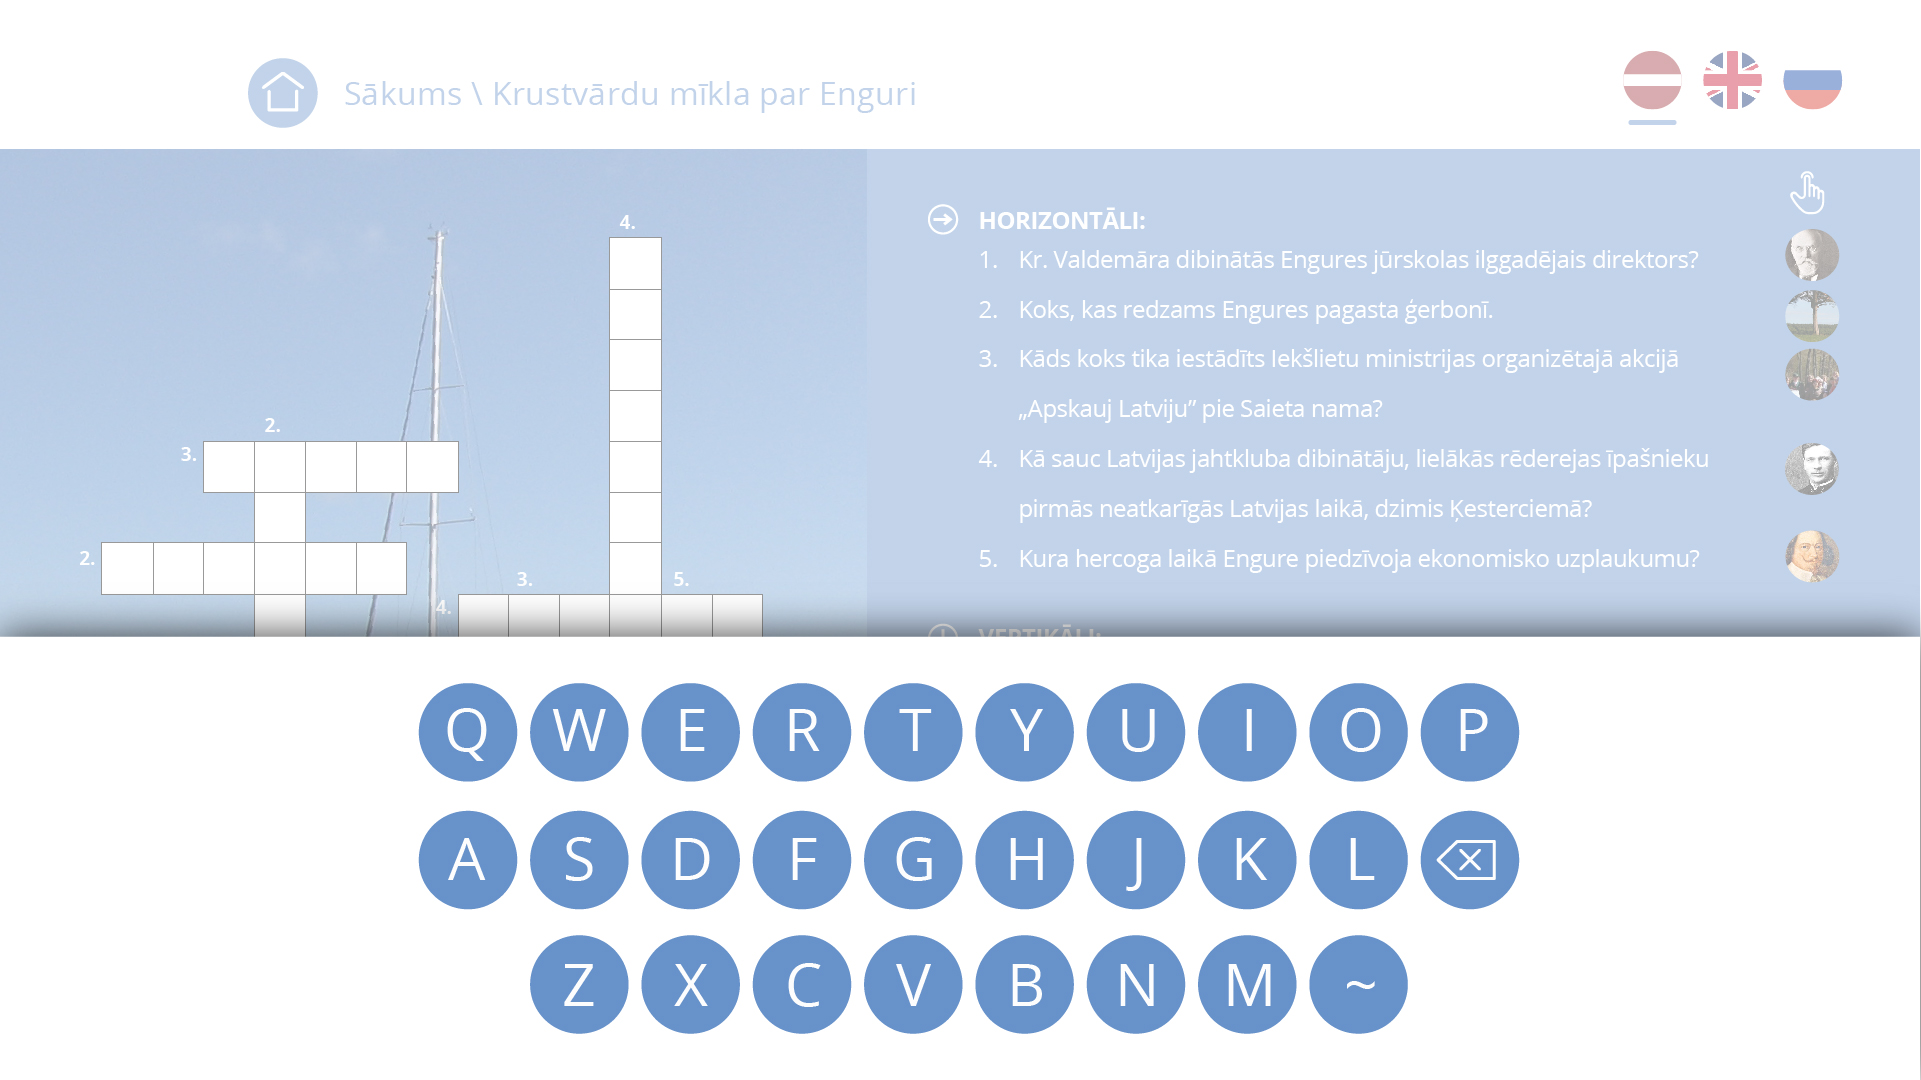 Sākums \ Krustvārdu mīkla par Enguri
4.
2.
3.
2.
3.
5.
4.
HORIZONTĀLI:
1. Kr. Valdemāra dibinātās Engures jūrskolas ilggadējais direktors?
2. Koks, kas redzams Engures pagasta ģerbonī.
3. Kāds koks tika iestādīts Iekšlietu ministrijas organizētajā akcijā
„Apskauj Latviju” pie Saieta nama?
4. Kā sauc Latvijas jahtkluba dibinātāju, lielākās rēderejas īpašnieku
pirmās neatkarīgās Latvijas laikā, dzimis Ķesterciemā?
5. Kura hercoga laikā Engure piedzīvoja ekonomisko uzplaukumu?
VERTIKĀLI:
Q W E R T Y U I O P
A S D F G H J K L
Z X C V B N M ~